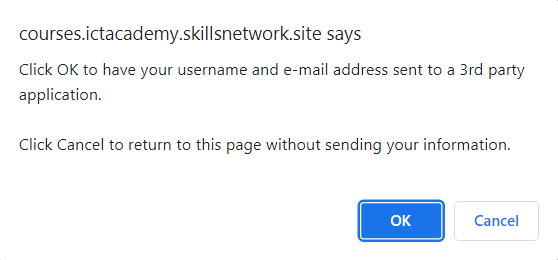 courses.ictacademy.skillsnetwork.site says
Click OK to have your username and e-mail address sent to a 3rd party
application.
Click Cancel to return to this page without sending your information.
OK
Cancel